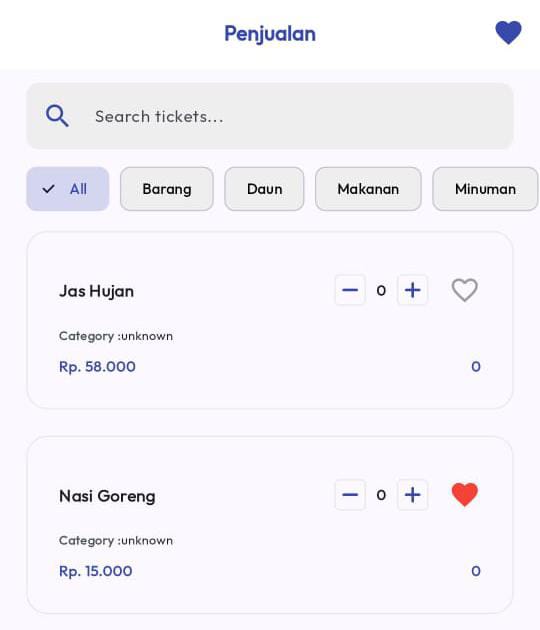 Penjualan
Search tickets...
All Barang Daun Makanan Minuman
Jas Hujan 0
Category :unknown
Rp. 58.000 0
Nasi Goreng 0
Category :unknown
Rp. 15.000 0